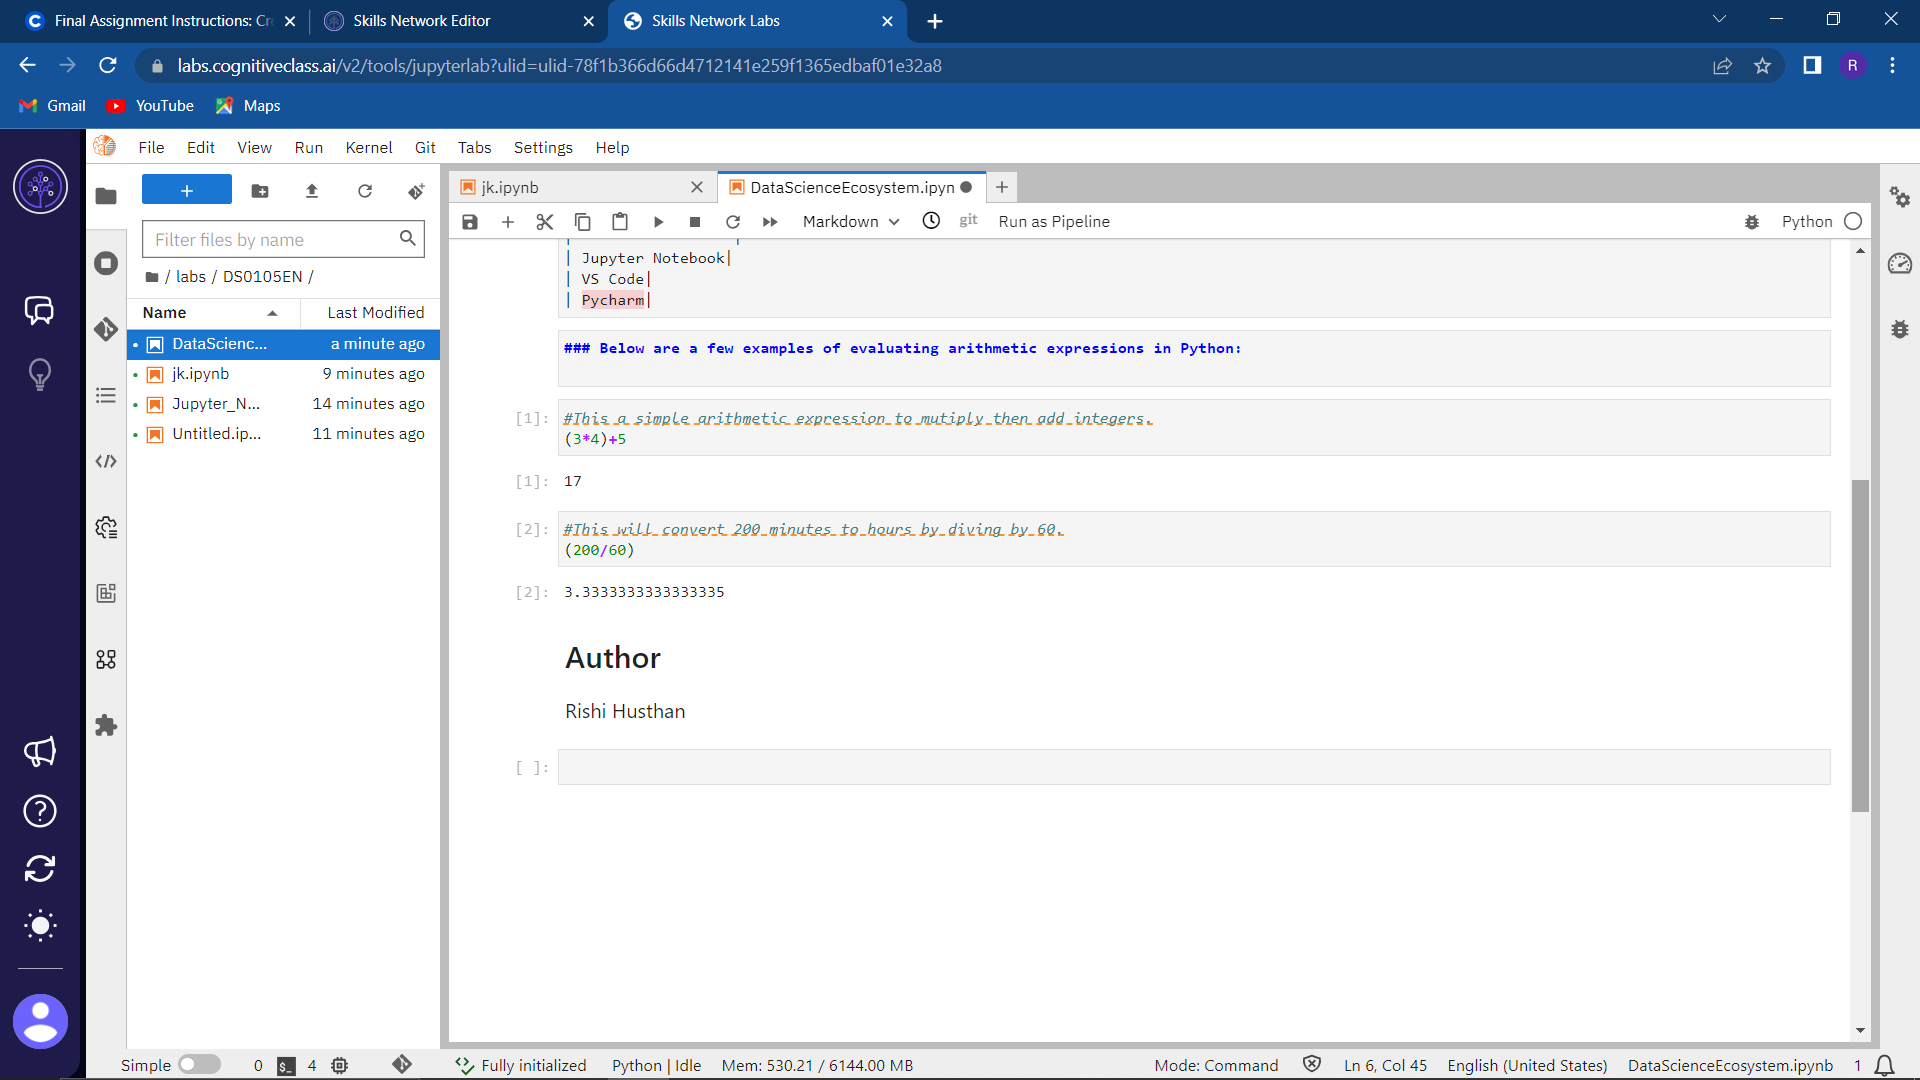 Final Assignment Instructions: Cr
Skills Network Editor
Skills Network Labs
labs.cognitiveclass.ai/v2/tools/jupyterlab?ulid=ulid-78f1b366d66d4712141e259f1365edbaf01e32a8
R
Gmail
YouTube
Maps
File Edit View Run Kernel Git Tabs Settings Help
Filter files by name
/ labs / DS0105EN /
Name Last Modified
DataScienc... a minute ago
jk.ipynb 9 minutes ago
Jupyter_N... 14 minutes ago
Untitled.ip... 11 minutes ago
jk.ipynb
DataScienceEcosystem.ipyn
Markdown git Run as Pipeline Python
| Jupyter Notebook|
| VS Code|
| Pycharm|
### Below are a few examples of evaluating arithmetic expressions in Python:
[1]: #This a simple arithmetic expression to mutiply then add integers.
(3*4)+5
[1]: 17
[2]: #This will convert 200 minutes to hours by diving by 60.
(200/60)
[2]: 3.3333333333333335
Author
Rishi Husthan
[ ]:
Simple 0 $_ 4 Fully initialized Python | Idle Mem: 530.21 / 6144.00 MB Mode: Command Ln 6, Col 45 English (United States) DataScienceEcosystem.ipynb 1